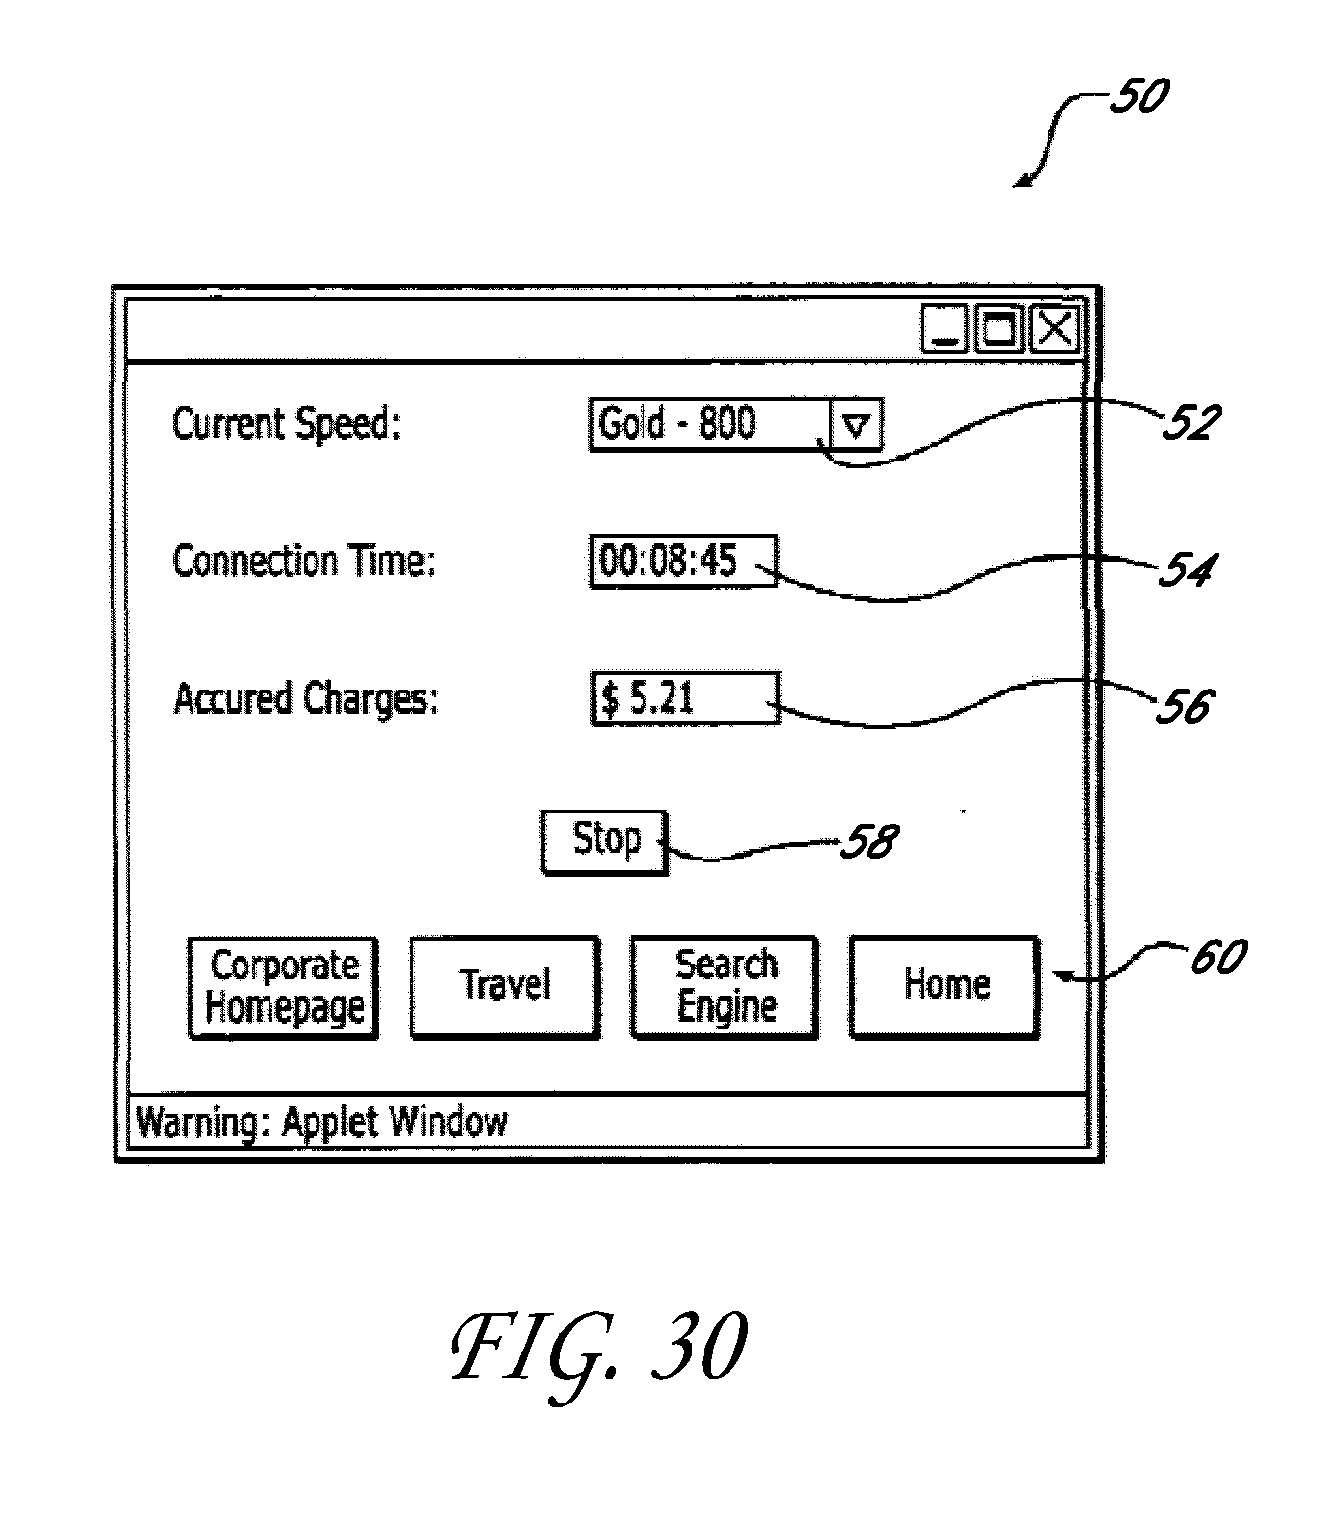 50
Current Speed: Gold - 800 52
Connection Time: 00:08:45 54
Accured Charges: $ 5.21 56
Stop 58
Corporate Homepage
Travel
Search Engine
Home
60
Warning: Applet Window
FIG. 30